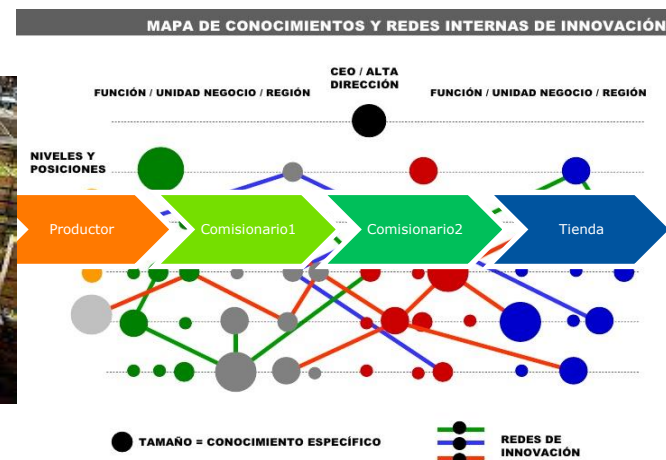 MAPA DE CONOCIMIENTOS Y REDES INTERNAS DE INNOVACIÓN
CEO / ALTA
DIRECCIÓN
FUNCIÓN / UNIDAD NEGOCIO / REGIÓN
FUNCIÓN / UNIDAD NEGOCIO / REGIÓN
NIVELES Y
POSICIONES
Productor
Comisionario1
Comisionario2
Tienda
TAMAÑO = CONOCIMIENTO ESPECÍFICO
REDES DE
INNOVACIÓN